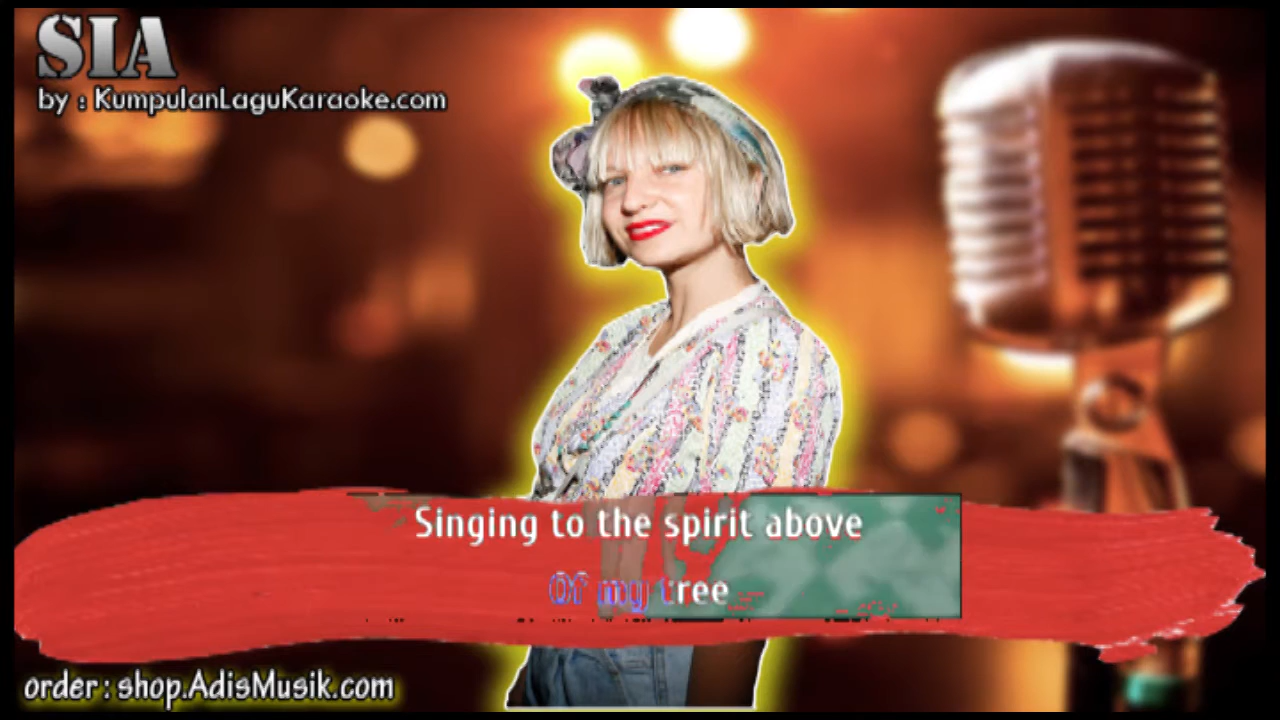 SIA
by : KumpulanLaguKaraoke.com
Singing to the spirit above
Of my tree
order : shop.AdisMusik.com